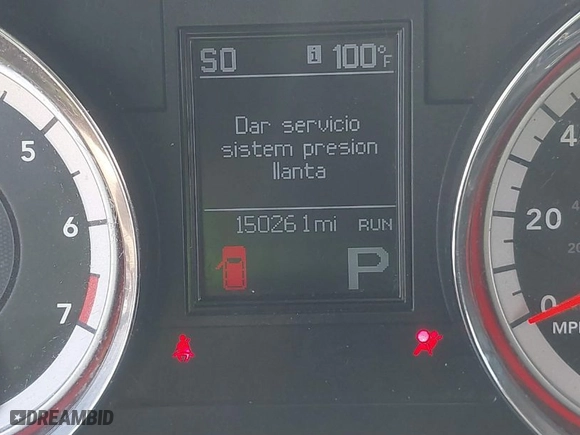 SO i 100°F
Dar servicio
sistem presion
llanta
150261mi RUN
P
5
6
7
4
20
0
MPH
DREAMBID